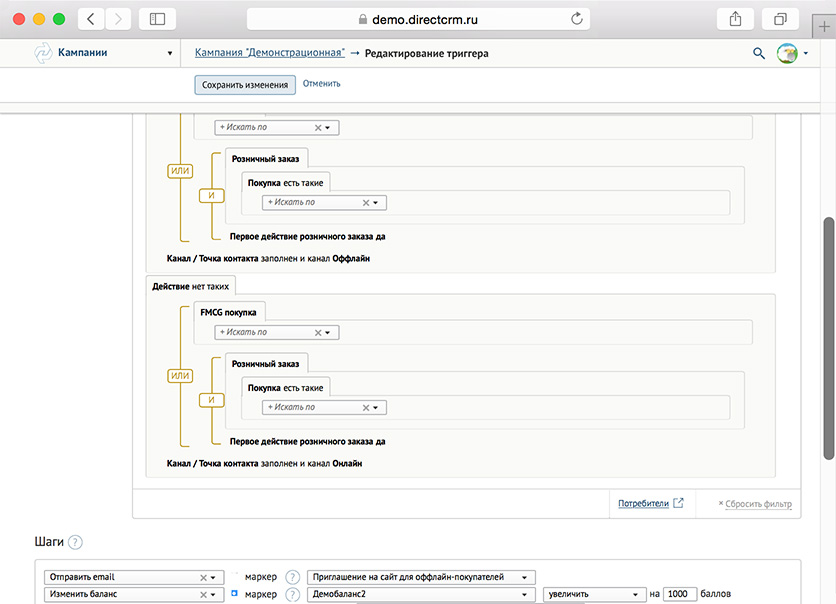 demo.directcrm.ru
Кампании
Кампания "Демонстрационная" → Редактирование триггера
Сохранить изменения Отменить
+ Искать по
Розничный заказ
ИЛИ
Покупка есть такие
И
+ Искать по
Первое действие розничного заказа да
Канал / Точка контакта заполнен и канал Оффлайн
Действие нет таких
FMCG покупка
+ Искать по
Розничный заказ
ИЛИ
Покупка есть такие
И
+ Искать по
Первое действие розничного заказа да
Канал / Точка контакта заполнен и канал Онлайн
Потребители × Сбросить фильтр
Шаги ?
Отправить email маркер ? Приглашение на сайт для оффлайн-покупателей
Изменить баланс маркер ? Демобаланс2 увеличить на 1000 баллов